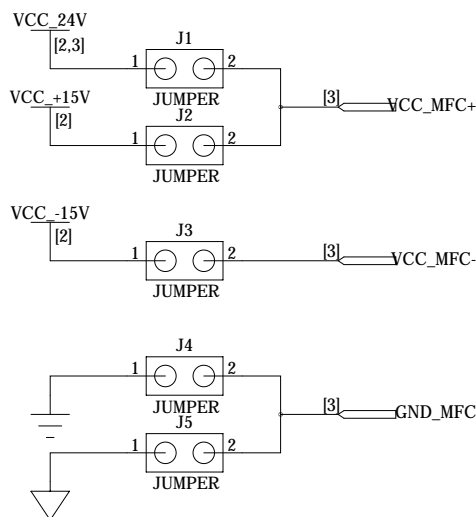 VCC_24V
[2,3]
J1
1
2
JUMPER
VCC_+15V
[2]
[3]
VCC_MFC+
J2
1
2
JUMPER
VCC_-15V
[2]
J3
1
2
[3]
VCC_MFC-
JUMPER
J4
1
2
JUMPER
[3]
GND_MFC
J5
1
2
JUMPER